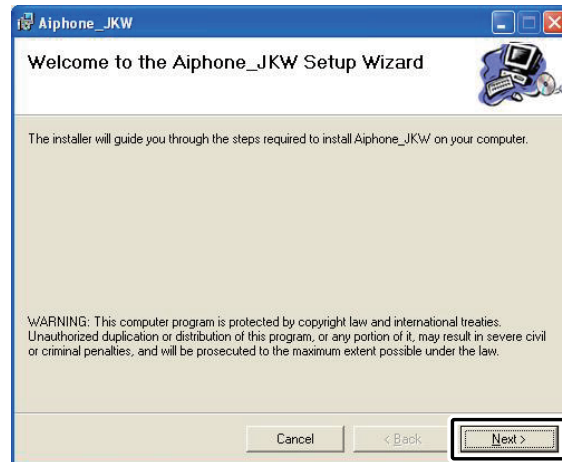 Aiphone_JKW
Welcome to the Aiphone_JKW Setup Wizard
The installer will guide you through the steps required to install Aiphone_JKW on your computer.
WARNING: This computer program is protected by copyright law and international treaties.
Unauthorized duplication or distribution of this program, or any portion of it, may result in severe civil
or criminal penalties, and will be prosecuted to the maximum extent possible under the law.
Cancel
< Back
Next >